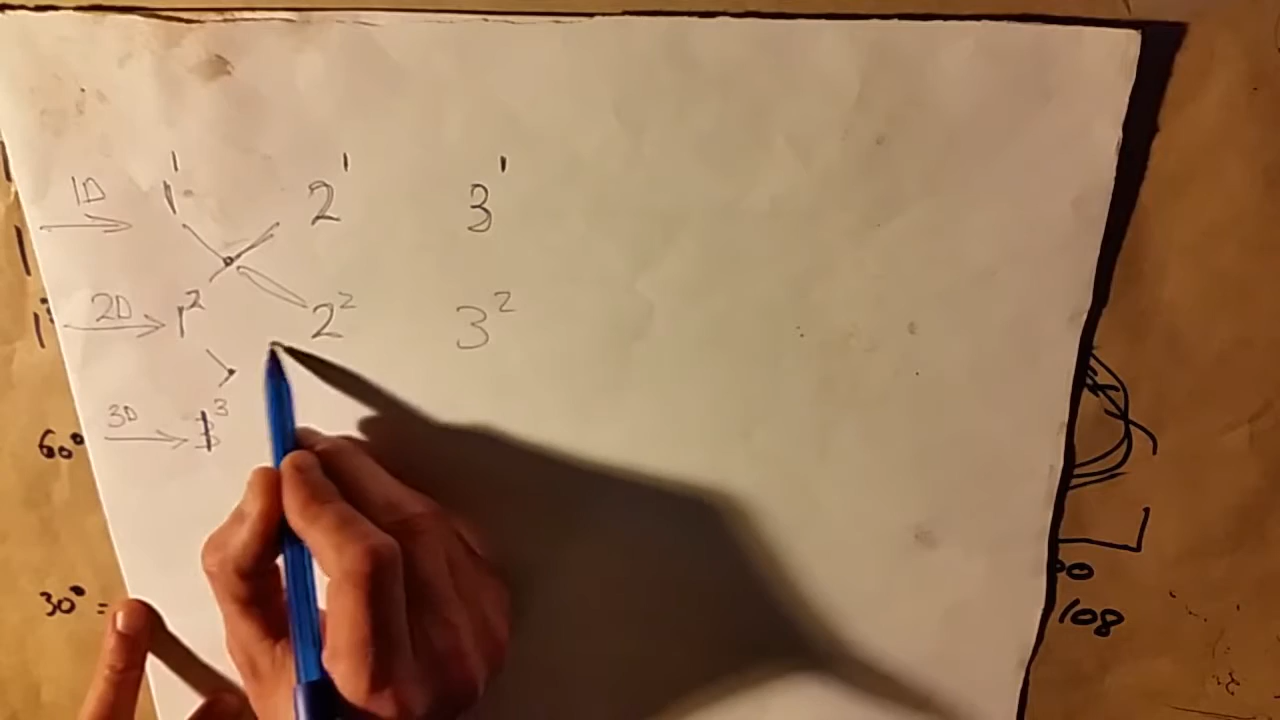 1D 1¹ 2¹ 3¹
2D 1² 2² 3²
3D 1³
60°
30° =
108